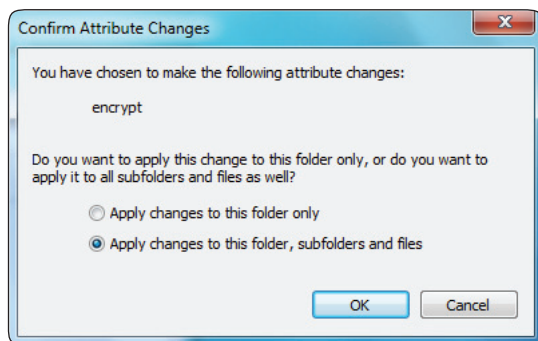 Confirm Attribute Changes
You have chosen to make the following attribute changes:
encrypt
Do you want to apply this change to this folder only, or do you want to
apply it to all subfolders and files as well?
Apply changes to this folder only
Apply changes to this folder, subfolders and files
OK Cancel